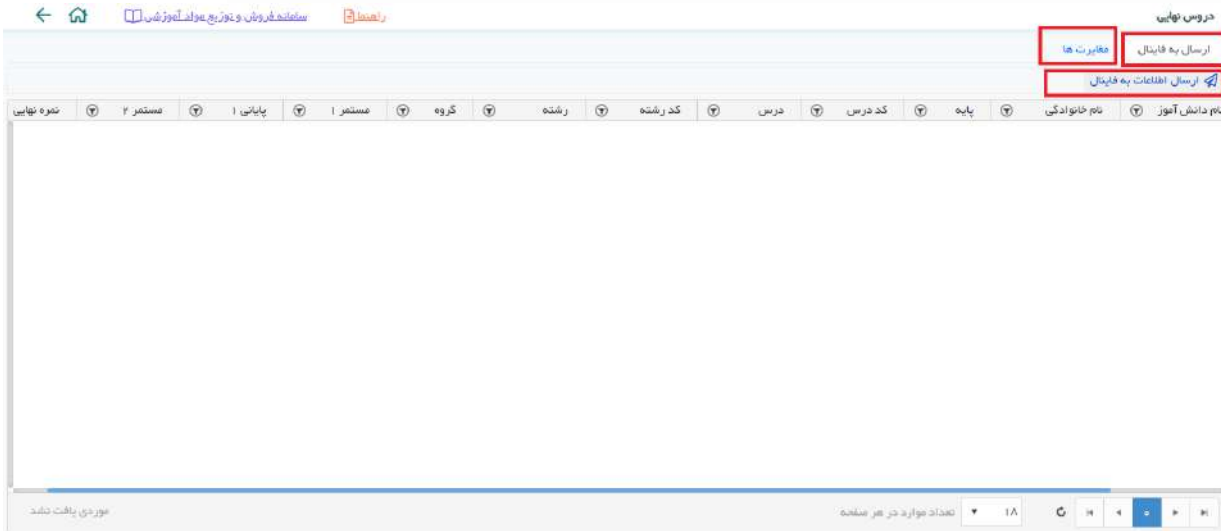 دروس نهایی
راهنما
سامانه فروش و توزیع مواد آموزشی
ارسال به فاینال
مغایرت ها
ارسال اطلاعات به فاینال
نام دانش آموز
نام خانوادگی
پایه
کد درس
درس
کد رشته
رشته
گروه
مستمر ۱
پایانی ۱
مستمر ۲
نمره نهایی
۰
۱۸
تعداد موارد در هر صفحه
موردی یافت نشد